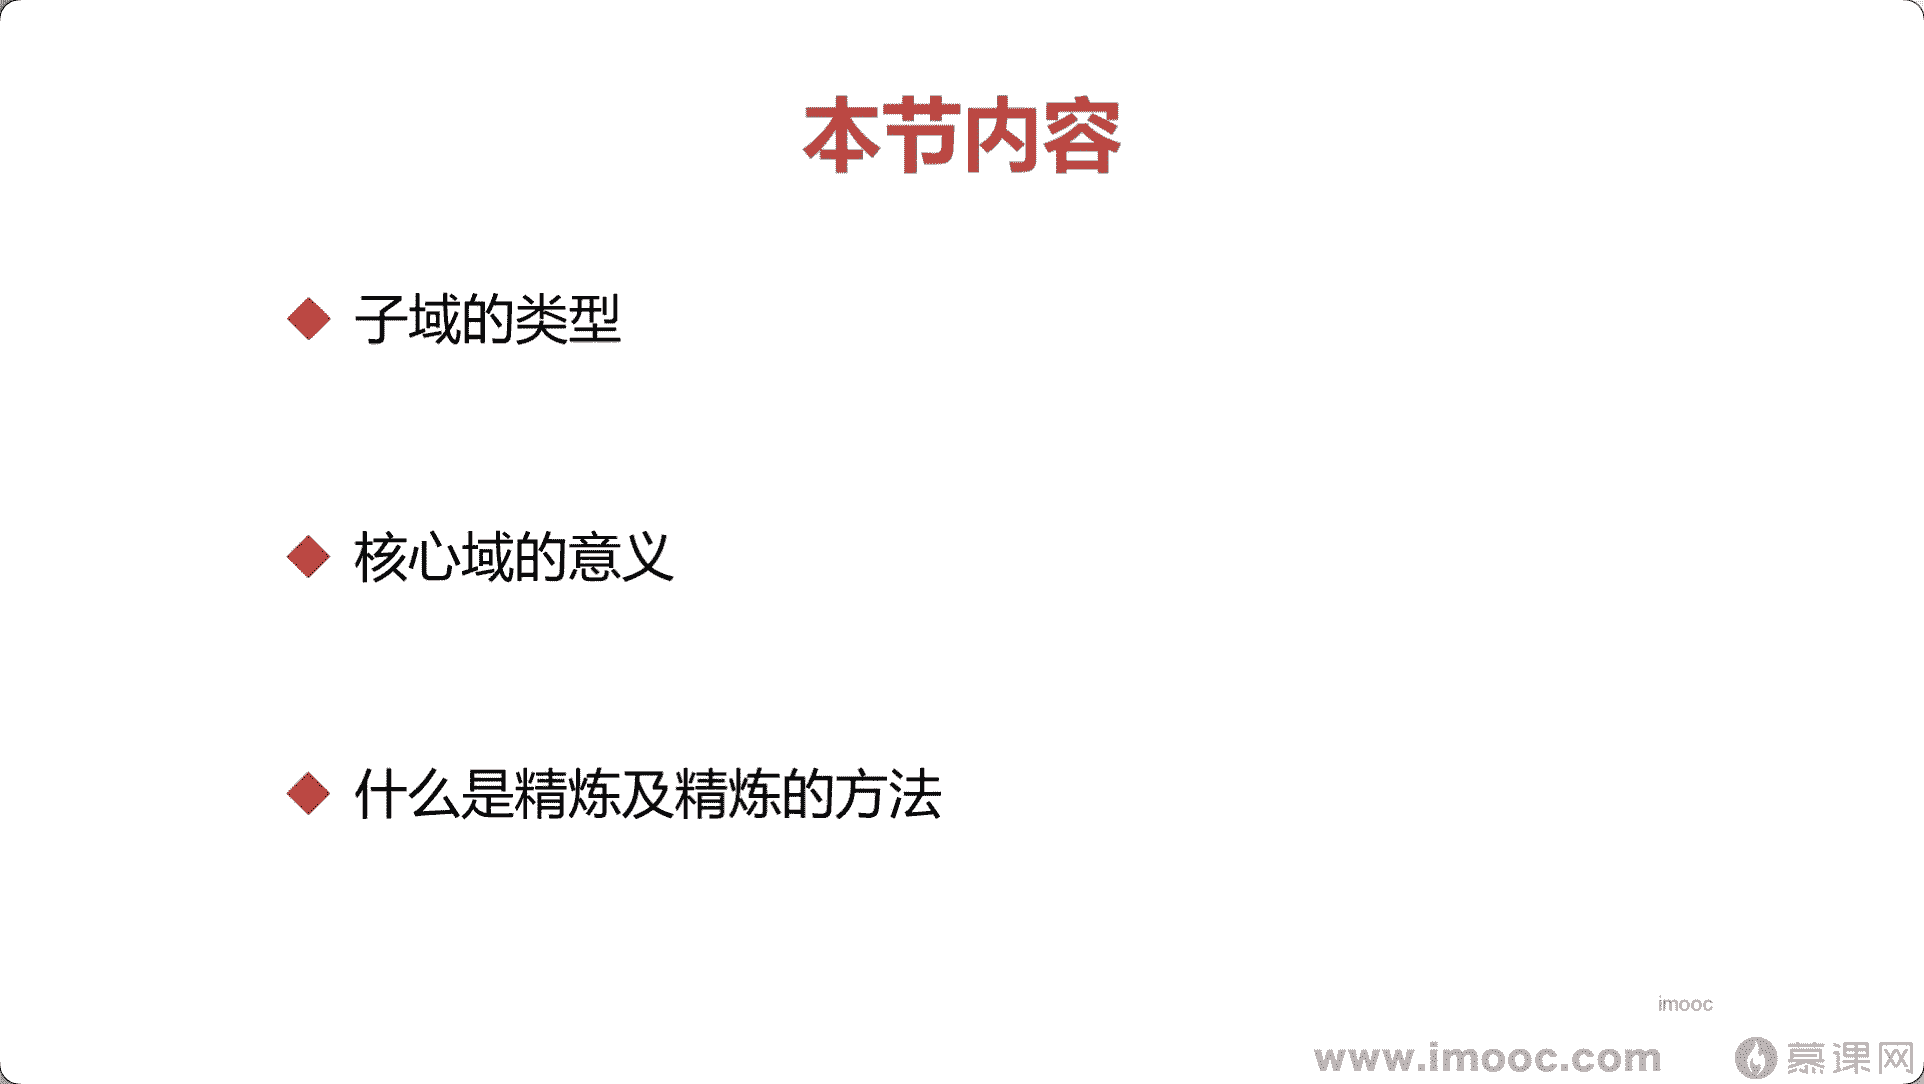 本节内容
子域的类型
核心域的意义
什么是精炼及精炼的方法
imooc
www.imooc.com 慕课网